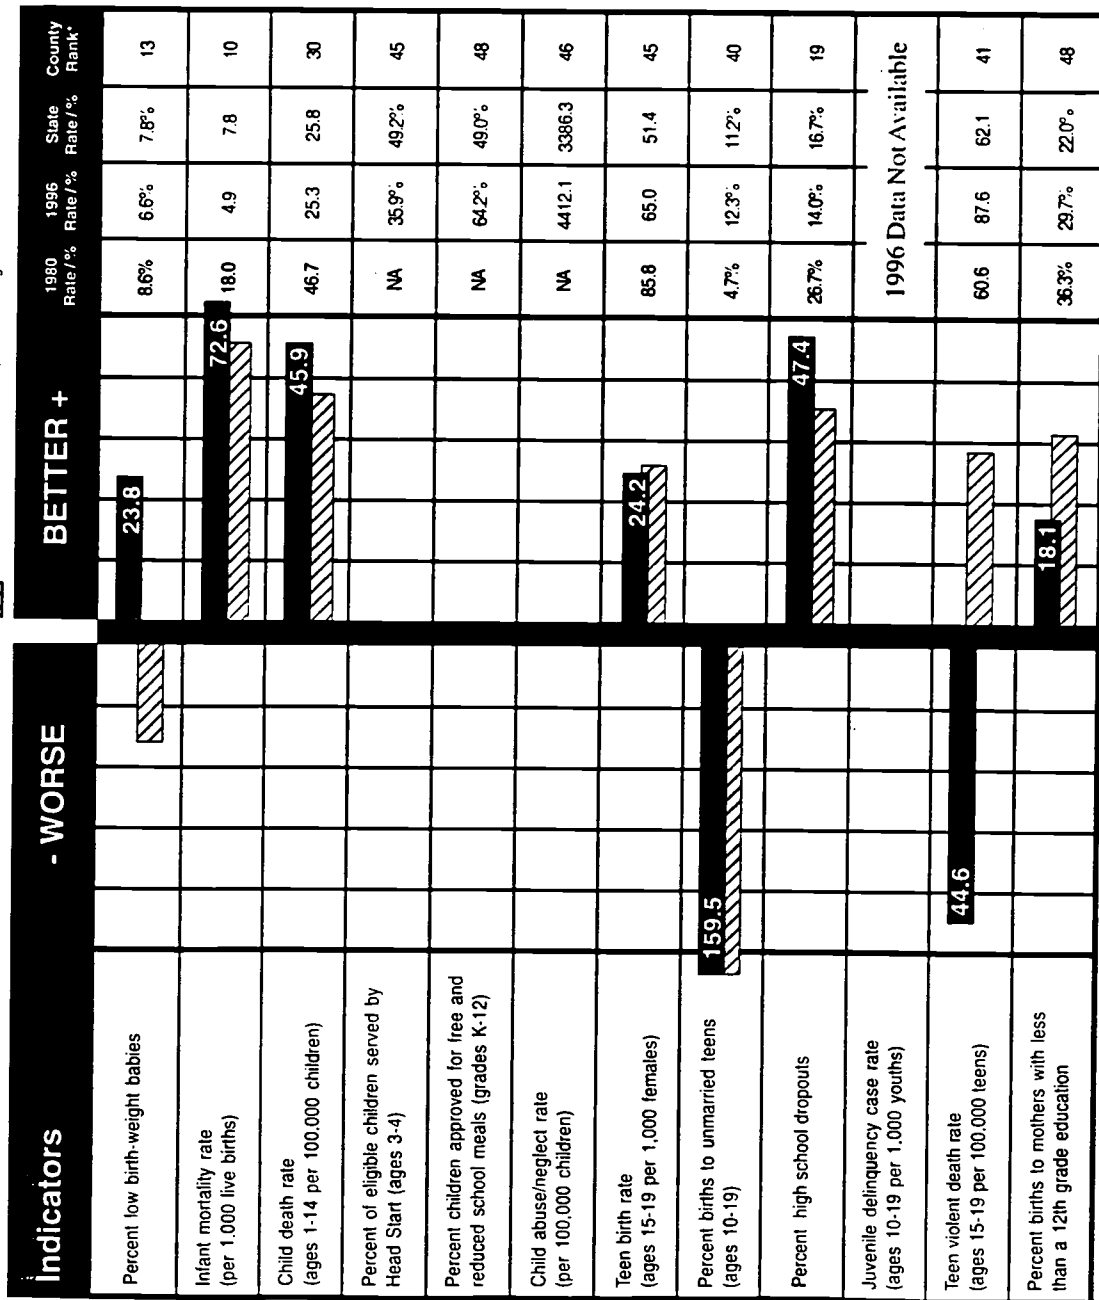 Indicators - WORSE BETTER + 1980 Rate / % 1996 Rate / % State Rate / % County Rank*
Percent low birth-weight babies 23.8 8.6% 6.6% 7.8% 13
Infant mortality rate
(per 1.000 live births) 72.6 18.0 4.9 7.8 10
Child death rate
(ages 1-14 per 100.000 children) 45.9 46.7 25.3 25.8 30
Percent of eligible children served by
Head Start (ages 3-4) NA 35.9% 49.2% 45
Percent children approved for free and
reduced school meals (grades K-12) NA 64.2% 49.0% 48
Child abuse/neglect rate
(per 100,000 children) NA 4412.1 3386.3 46
Teen birth rate
(ages 15-19 per 1,000 females) 24.2 85.8 65.0 51.4 45
Percent births to unmarried teens
(ages 10-19) 159.5 4.7% 12.3% 11.2% 40
Percent high school dropouts 47.4 26.7% 14.0% 16.7% 19
Juvenile delinquency case rate
(ages 10-19 per 1.000 youths) 1996 Data Not Available
Teen violent death rate
(ages 15-19 per 100.000 teens) 44.6 60.6 87.6 62.1 41
Percent births to mothers with less
than a 12th grade education 18.1 36.3% 29.7% 22.0% 48